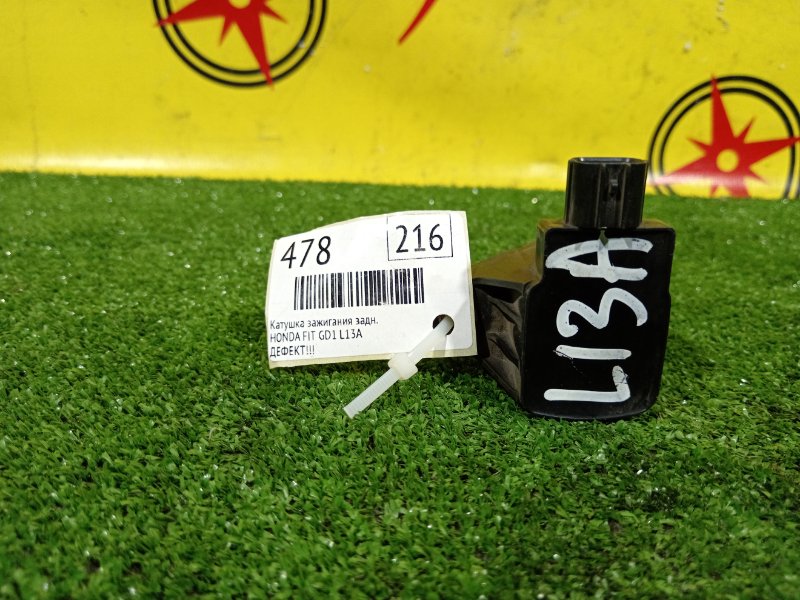 478 216
Катушка зажигания задн.
HONDA FIT GD1 L13A
ДЕФЕКТ!!!
L13A